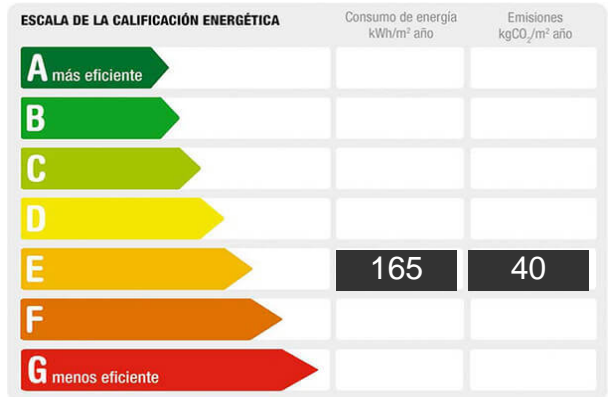 ESCALA DE LA CALIFICACIÓN ENERGÉTICA
Consumo de energía
kWh/m² año
Emisiones
kgCO₂/m² año
A más eficiente
B
C
D
E 165 40
F
G menos eficiente